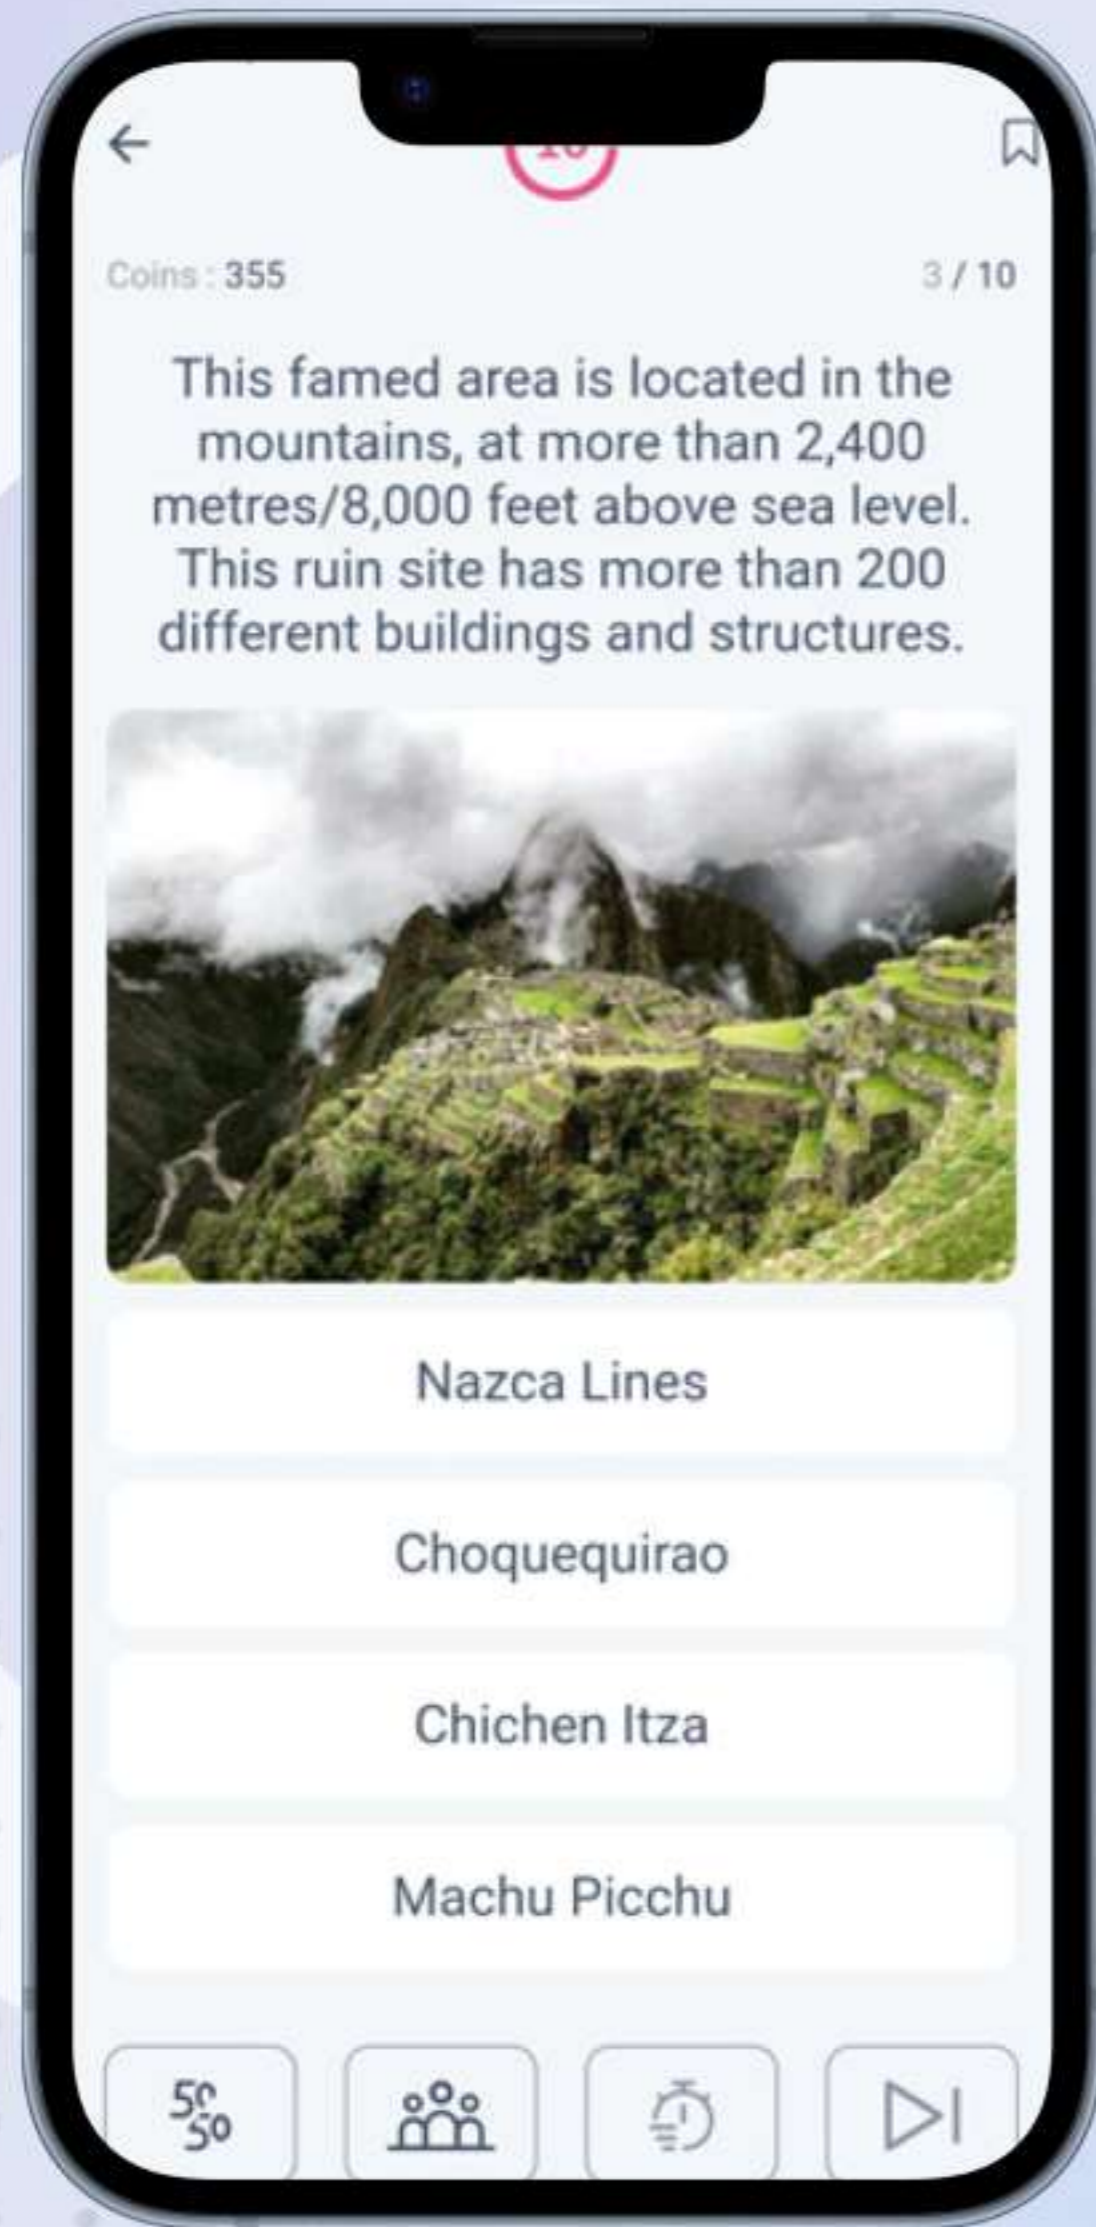 Coins : 355
3 / 10
This famed area is located in the
mountains, at more than 2,400
metres/8,000 feet above sea level.
This ruin site has more than 200
different buildings and structures.
Nazca Lines
Choquequirao
Chichen Itza
Machu Picchu
50
50